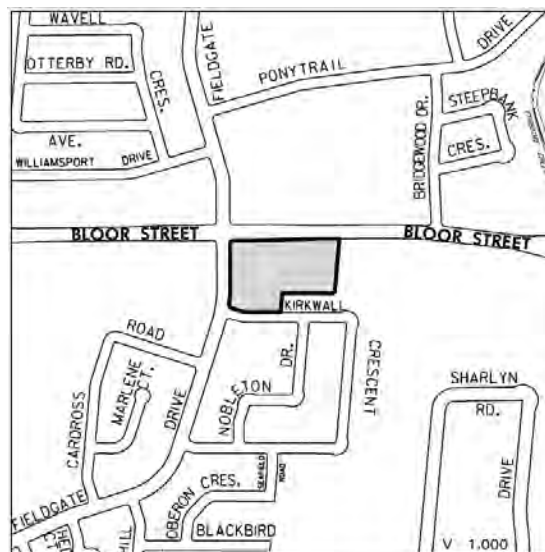 WAVELL
OTTERBY RD.
CRES.
AVE.
WILLIAMSPORT DRIVE
FIELDGATE
PONYTRAIL
DRIVE
STEEPBANK
CRES.
BRIDGEWOOD DR.
BLOOR STREET
BLOOR STREET
KIRKWALL
CRESCENT
ROAD
MARLENE CT.
CARDROSS
DRIVE
NOBLETON
DR.
SHARLYN
RD.
DRIVE
FIELDGATE
OBERON CRES.
SEAFIELD
ROAD
BLACKBIRD
HILL
CT
V 1,000